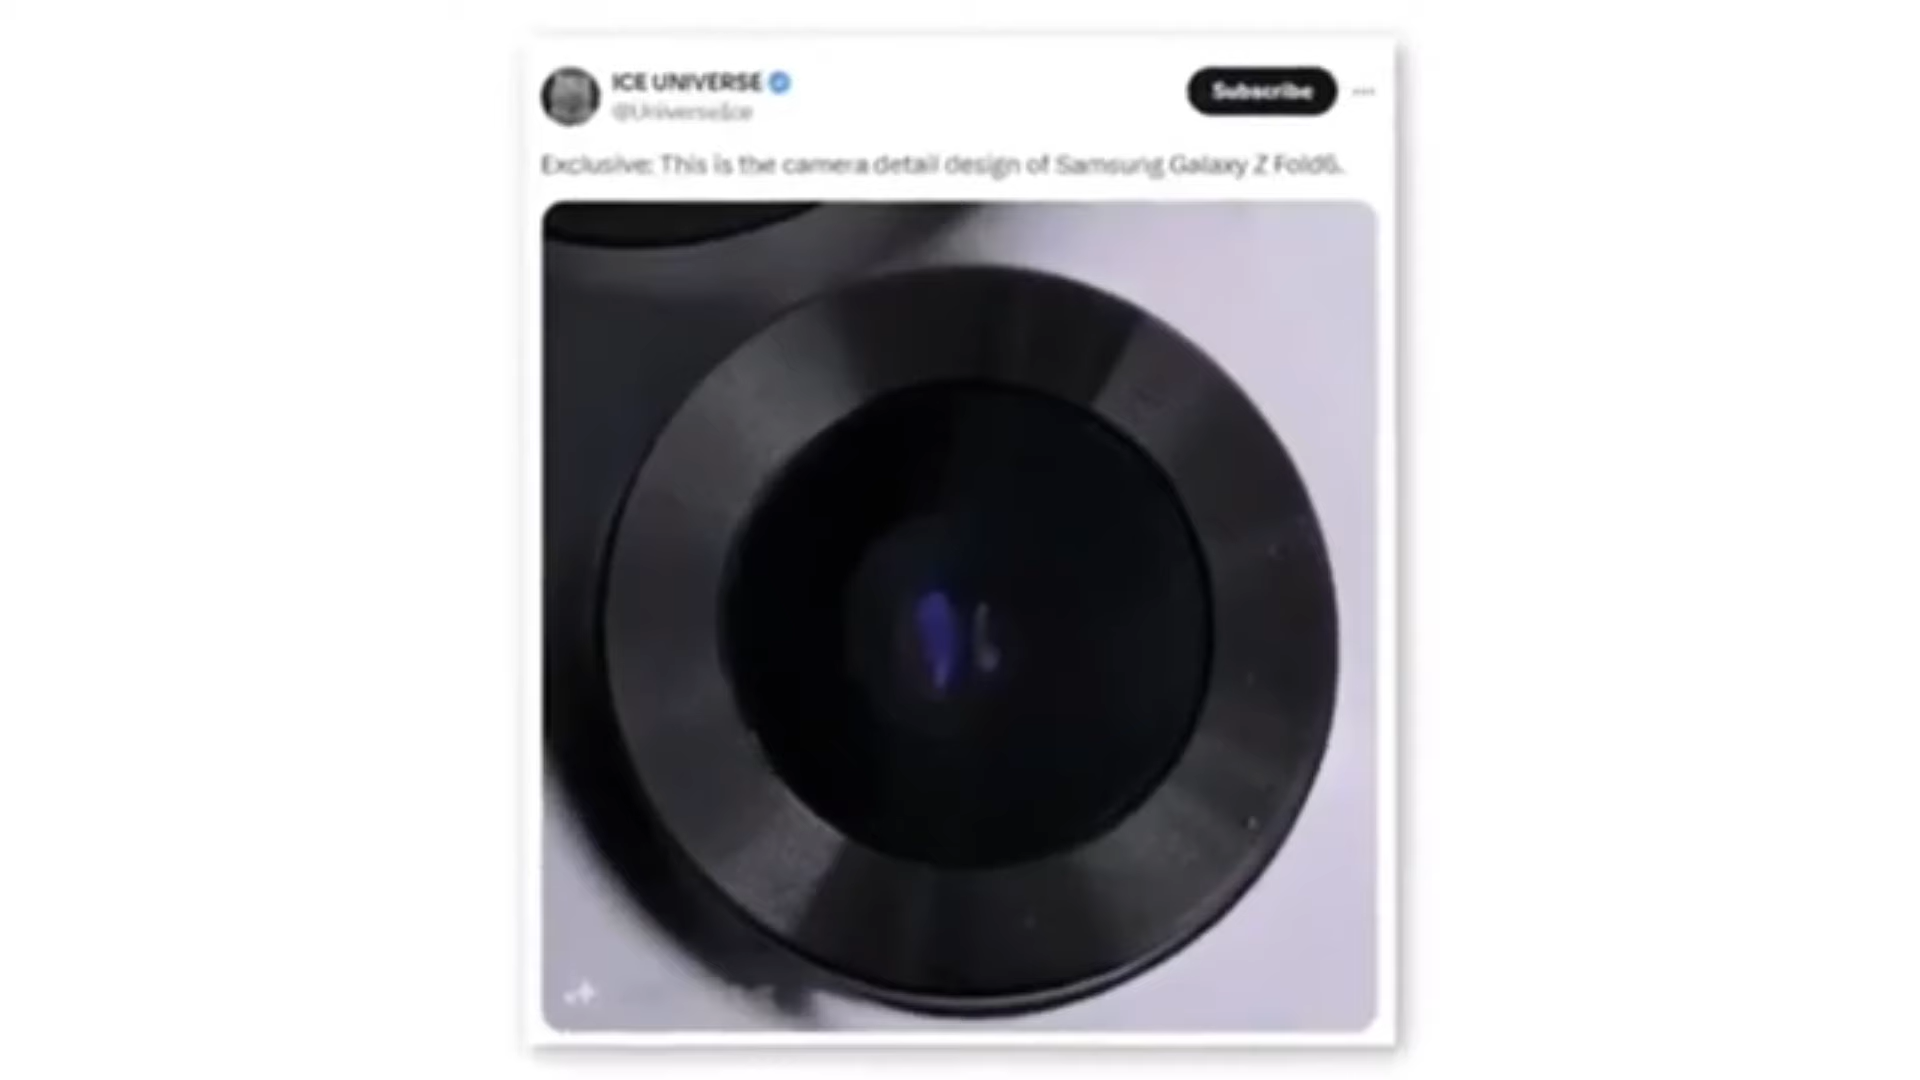 ICE UNIVERSE
@UniverseIce
Subscribe
Exclusive: This is the camera detail design of Samsung Galaxy Z Fold6.